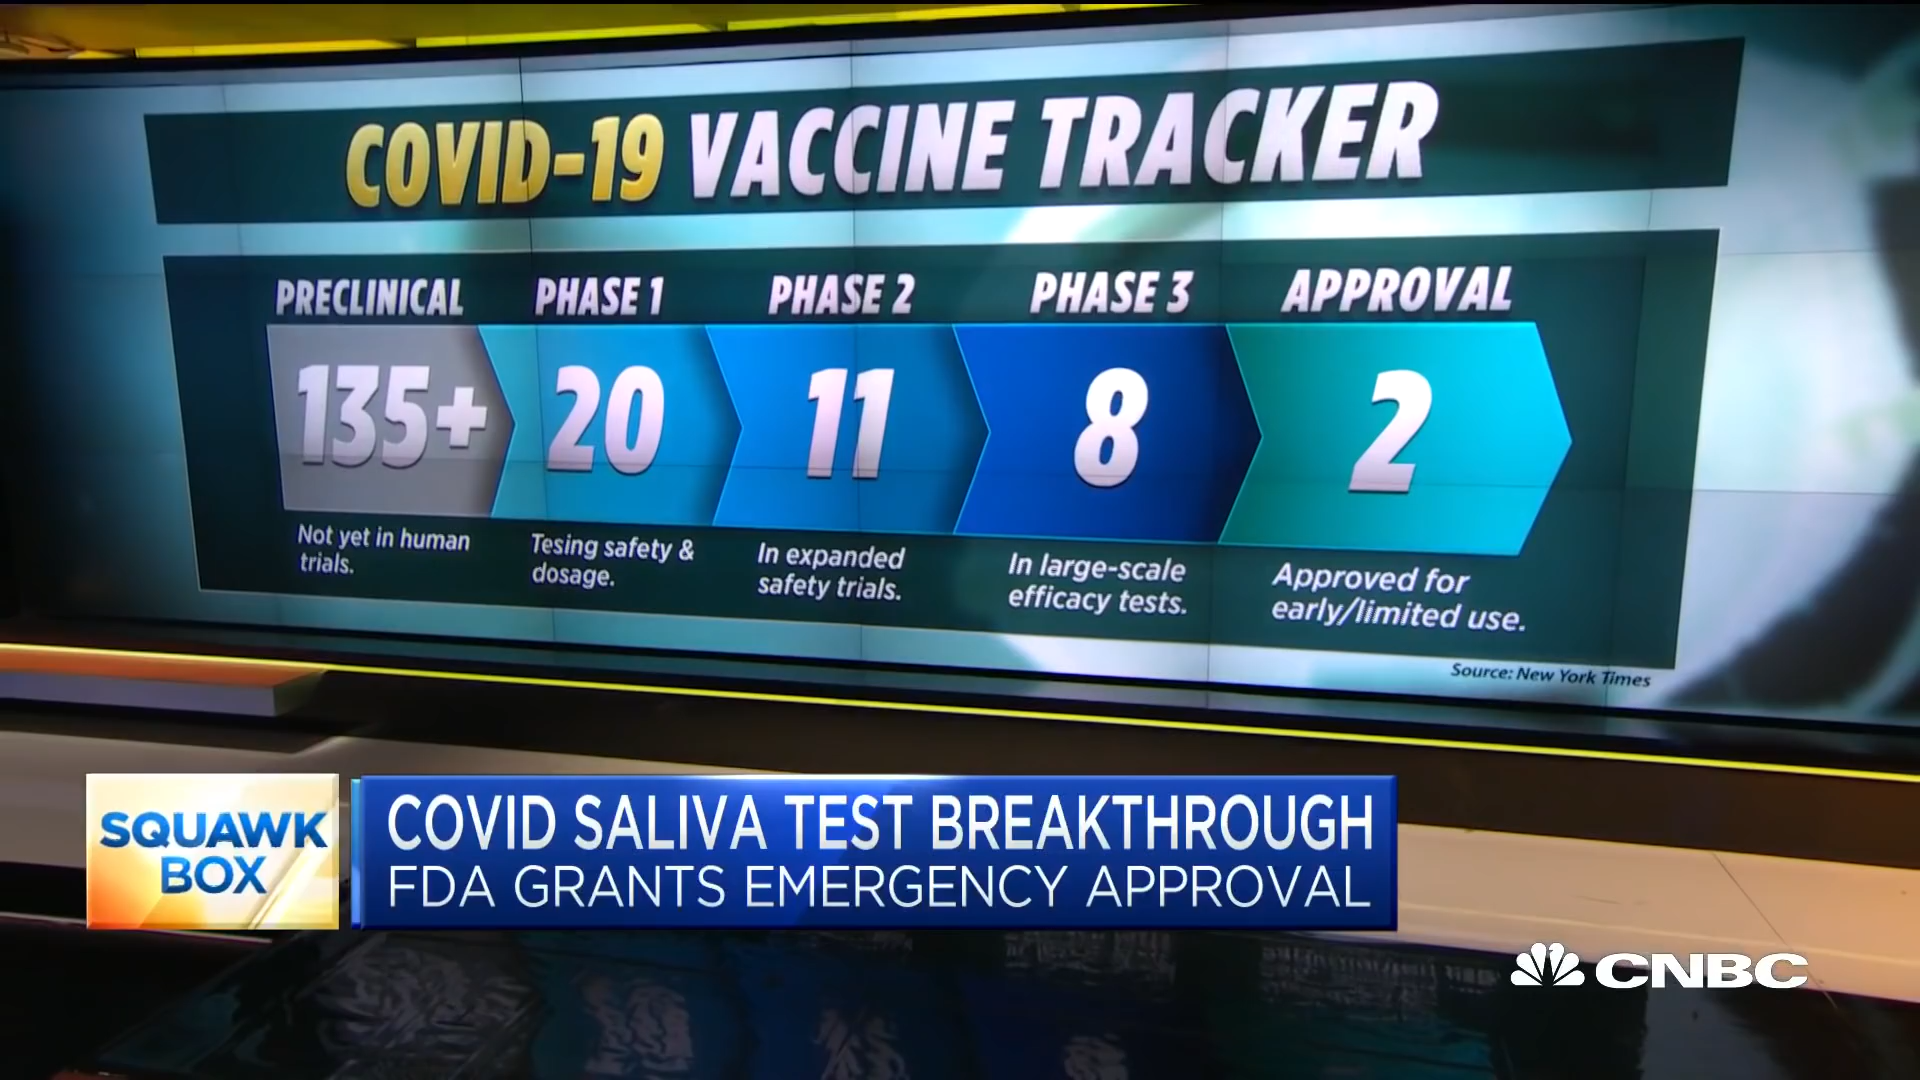 COVID-19 VACCINE TRACKER
PRECLINICAL PHASE 1 PHASE 2 PHASE 3 APPROVAL
135+ 20 11 8 2
Not yet in human
trials.
Tesing safety &
dosage.
In expanded
safety trials.
In large-scale
efficacy tests.
Approved for
early/limited use.
Source: New York Times
SQUAWK
BOX
COVID SALIVA TEST BREAKTHROUGH
FDA GRANTS EMERGENCY APPROVAL
CNBC